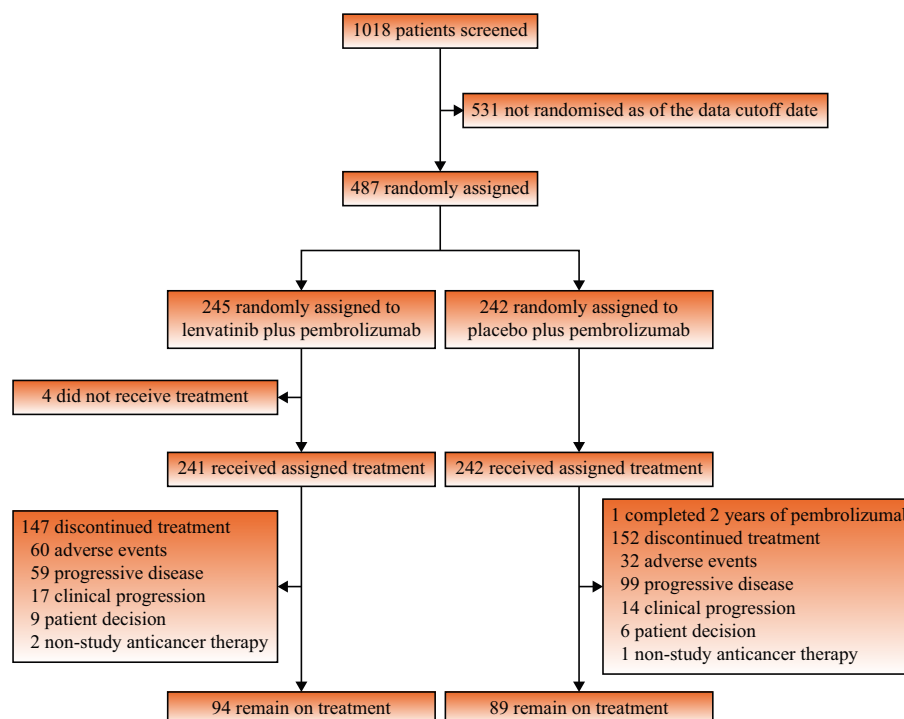 1018 patients screened
531 not randomised as of the data cutoff date
487 randomly assigned
245 randomly assigned to
lenvatinib plus pembrolizumab
242 randomly assigned to
placebo plus pembrolizumab
4 did not receive treatment
241 received assigned treatment
242 received assigned treatment
147 discontinued treatment
60 adverse events
59 progressive disease
17 clinical progression
9 patient decision
2 non-study anticancer therapy
1 completed 2 years of pembrolizumab
152 discontinued treatment
32 adverse events
99 progressive disease
14 clinical progression
6 patient decision
1 non-study anticancer therapy
94 remain on treatment
89 remain on treatment